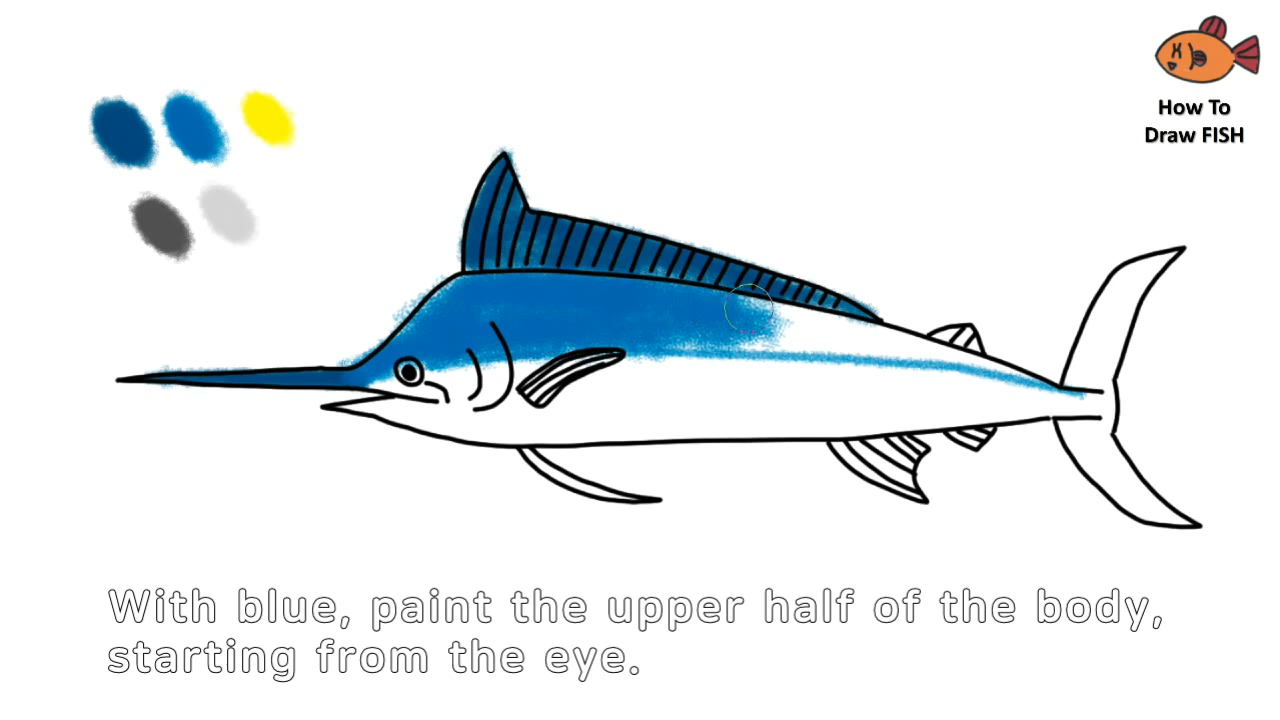 How To
Draw FISH
With blue, paint the upper half of the body,
starting from the eye.